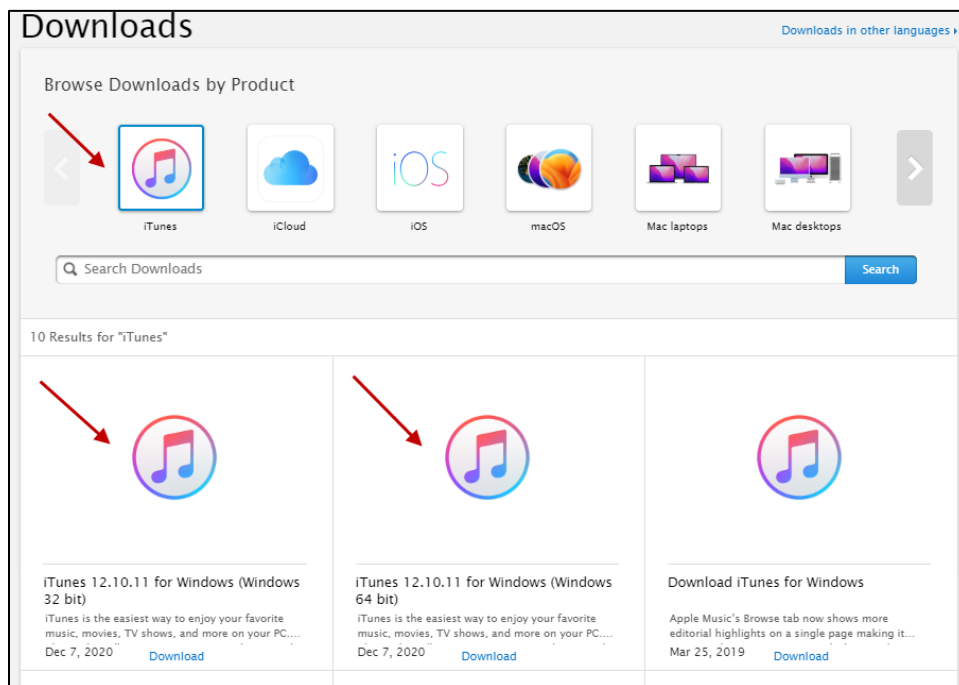 Downloads
Downloads in other languages
Browse Downloads by Product
iOS
iTunes
iCloud
iOS
macOS
Mac laptops
Mac desktops
Search Downloads
Search
10 Results for "iTunes"
iTunes 12.10.11 for Windows (Windows
32 bit)
iTunes is the easiest way to enjoy your favorite
music, movies, TV shows, and more on your PC....
Dec 7, 2020
Download
iTunes 12.10.11 for Windows (Windows
64 bit)
iTunes is the easiest way to enjoy your favorite
music, movies, TV shows, and more on your PC....
Dec 7, 2020
Download
Download iTunes for Windows
Apple Music's Browse tab now shows more
editorial highlights on a single page making it...
Mar 25, 2019
Download